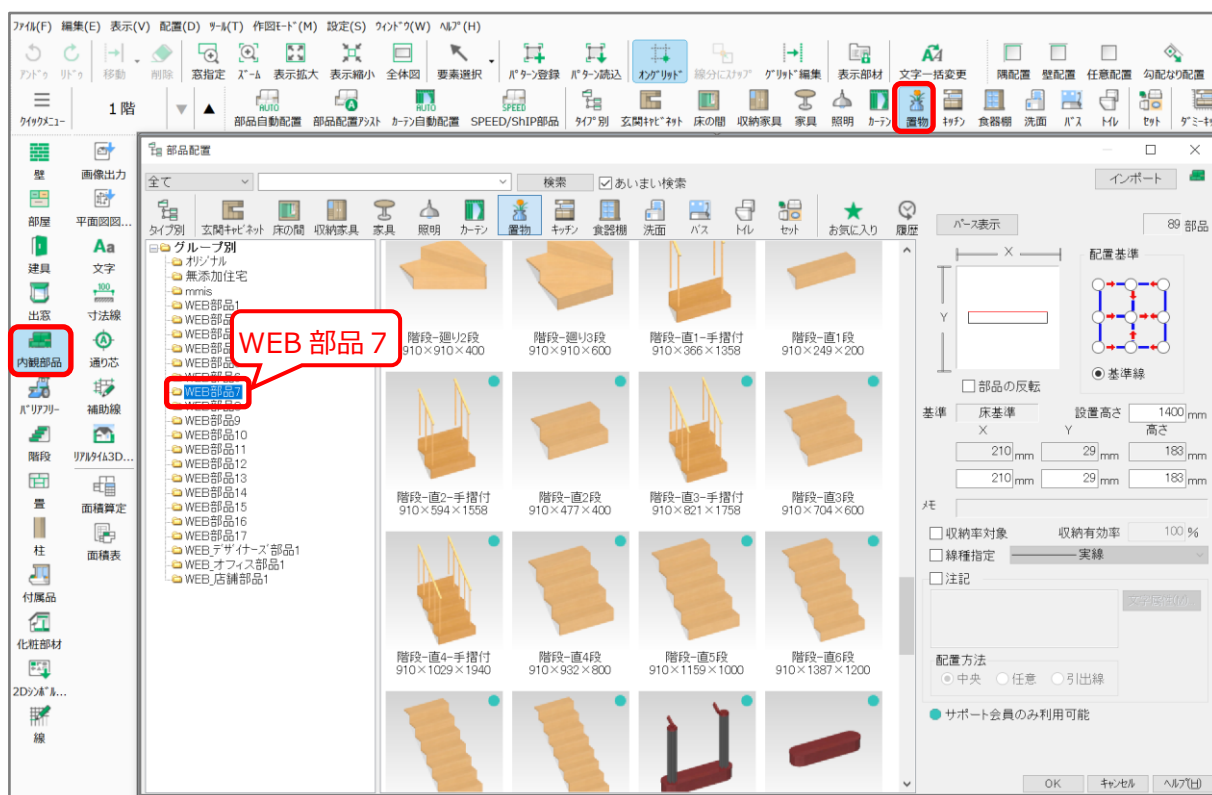 ﾌｧｲﾙ(F) 編集(E) 表示(V) 配置(D) ﾂｰﾙ(T) 作図ﾓｰﾄﾞ(M) 設定(S) ｳｨﾝﾄﾞｳ(W) ﾍﾙﾌﾟ(H)
ｱﾝﾄﾞｩ ﾘﾄﾞｩ 移動 削除 窓指定 ｽﾞｰﾑ 表示拡大 表示縮小 全体図 要素選択 ﾊﾟﾀｰﾝ登録 ﾊﾟﾀｰﾝ読込 ｵﾝｸﾞﾘｯﾄﾞ 線分にｽﾅｯﾌﾟ ｸﾞﾘｯﾄﾞ編集 表示部材 文字一括変更 隅配置 壁配置 任意配置 勾配なり配置
ｸｲｯｸﾒﾆｭｰ 1階 部品自動配置 部品配置ｱｼｽﾄ ｶｰﾃﾝ自動配置 SPEED/ShIP部品 ﾀｲﾌﾟ別 玄関ｷｬﾋﾞﾈｯﾄ 床の間 収納家具 家具 照明 ｶｰﾃﾝ 置物 ｷｯﾁﾝ 食器棚 洗面 ﾊﾞｽ ﾄｲﾚ ｾｯﾄ
壁 画像出力
部屋 平面図図...
建具 文字
出窓 寸法線
内観部品 通り芯
ﾊﾞﾘｱﾌﾘｰ 補助線
階段 ﾘｱﾙﾀｲﾑ3D...
畳 面積算定
柱 面積表
付属品
化粧部材
2Dｼﾝﾎﾞﾙ...
線
部品配置
全て 検索 あいまい検索 インポート
ﾀｲﾌﾟ別 玄関ｷｬﾋﾞﾈｯﾄ 床の間 収納家具 家具 照明 ｶｰﾃﾝ 置物 ｷｯﾁﾝ 食器棚 洗面 ﾊﾞｽ ﾄｲﾚ ｾｯﾄ お気に入り 履歴
グループ別
オリジナル
無添加住宅
mmis
WEB部品1
WEB部品7
WEB部品9
WEB部品10
WEB部品11
WEB部品12
WEB部品13
WEB部品14
WEB部品15
WEB部品16
WEB部品17
WEB_デザイナーズ部品1
WEB_オフィス部品1
WEB_店舗部品1
WEB 部品 7
階段-廻り2段 階段-廻り3段 階段-直1-手摺付 階段-直1段
910×910×400 910×910×600 910×366×1358 910×249×200
階段-直2-手摺付 階段-直2段 階段-直3-手摺付 階段-直3段
910×594×1558 910×477×400 910×821×1758 910×704×600
階段-直4-手摺付 階段-直4段 階段-直5段 階段-直6段
910×1029×1940 910×932×800 910×1159×1000 910×1387×1200
パース表示 89 部品
X 配置基準
Y
部品の反転 基準線
基準 床基準 設置高さ 1400 mm
X Y 高さ
210 mm 29 mm 183 mm
210 mm 29 mm 183 mm
メモ
収納率対象 収納有効率 100 %
線種指定 実線
注記
配置方法
中央 任意 引出線
サポート会員のみ利用可能
OK ｷｬﾝｾﾙ ﾍﾙﾌﾟ(H)